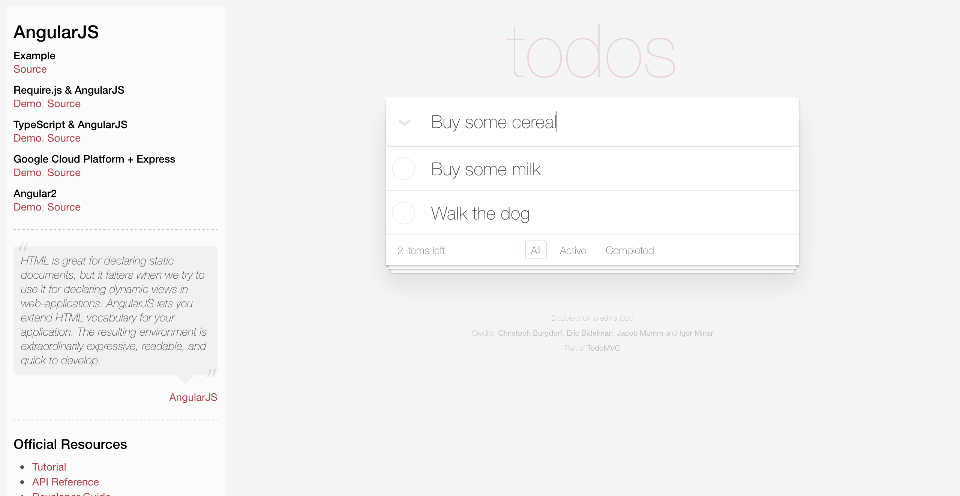 AngularJS
Example
Source
Require.js & AngularJS
Demo, Source
TypeScript & AngularJS
Demo, Source
Google Cloud Platform + Express
Demo, Source
Angular2
Demo, Source
“
HTML is great for declaring static
documents, but it falters when we try to
use it for declaring dynamic views in
web-applications. AngularJS lets you
extend HTML vocabulary for your
application. The resulting environment is
extraordinarily expressive, readable, and
quick to develop.
”
AngularJS
Official Resources
• Tutorial
• API Reference
• Developer Guide
todos
Buy some cereal
Buy some milk
Walk the dog
2 items left All Active Completed
Double-click to edit a todo
Credits: Christoph Burgdorf, Eric Bidelman, Jacob Mumm and Igor Minar
Part of TodoMVC